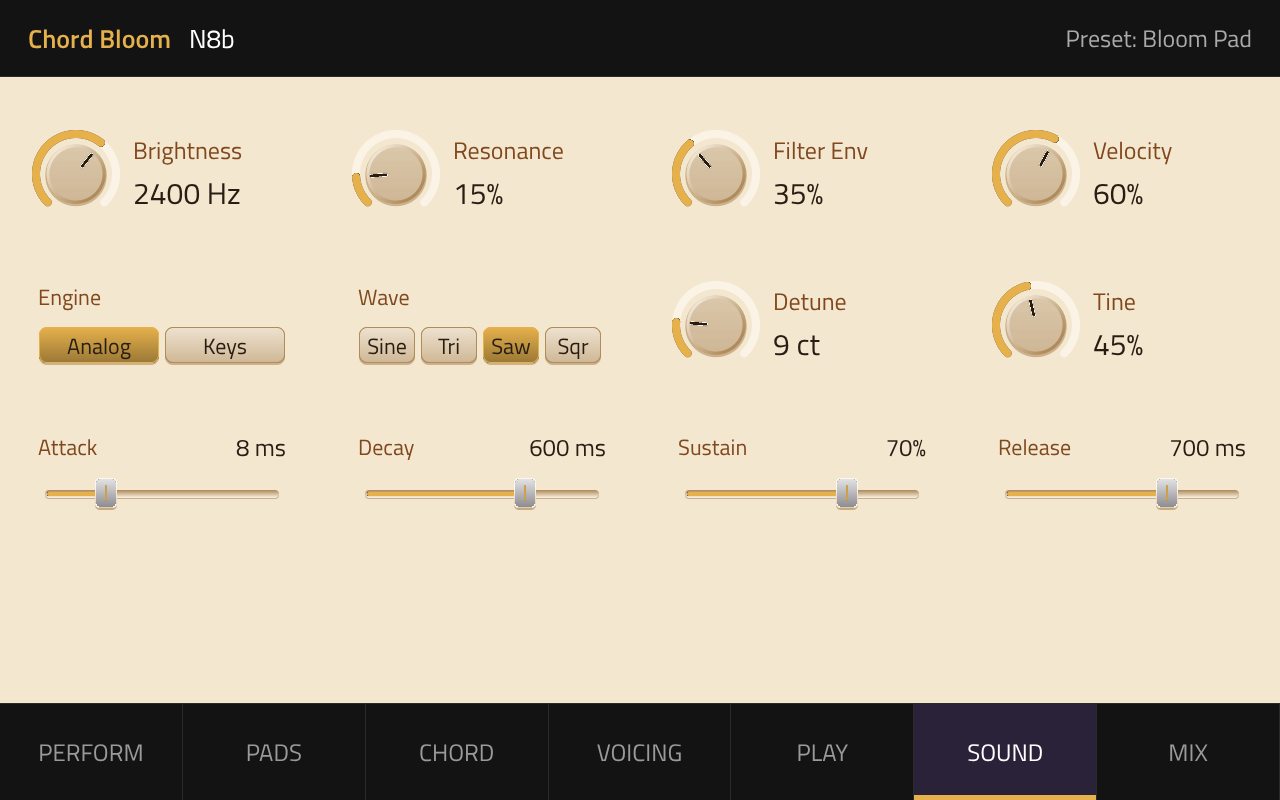 Chord Bloom N8b Preset: Bloom Pad
Brightness
2400 Hz
Resonance
15%
Filter Env
35%
Velocity
60%
Engine
Analog Keys
Wave
Sine Tri Saw Sqr
Detune
9 ct
Tine
45%
Attack 8 ms
Decay 600 ms
Sustain 70%
Release 700 ms
PERFORM PADS CHORD VOICING PLAY SOUND MIX